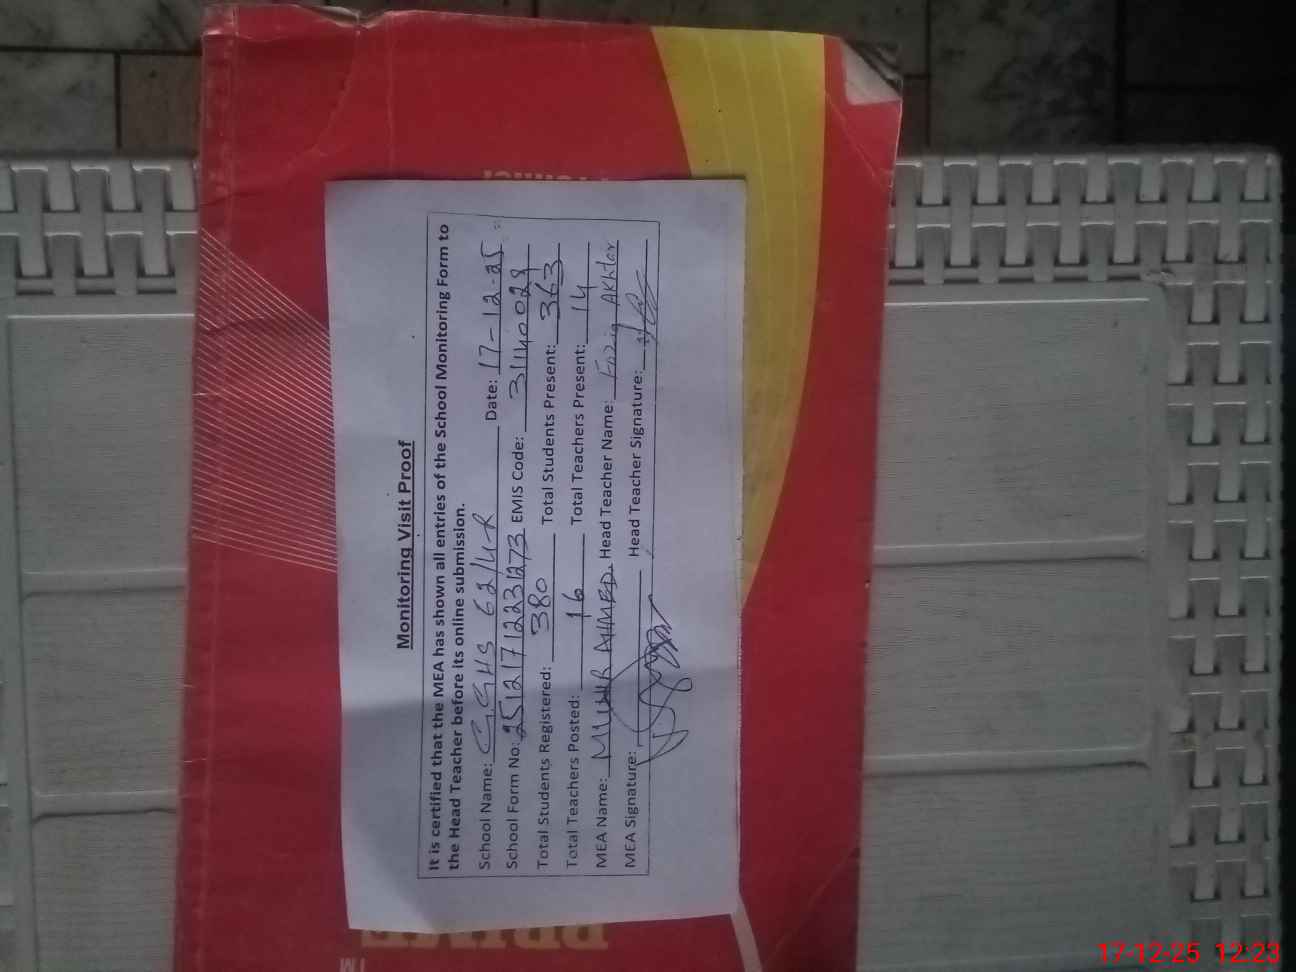 Monitoring Visit Proof
It is certified that the MEA has shown all entries of the School Monitoring Form to
the Head Teacher before its online submission.
School Name: GGHS 62/4-R Date: 17-12-25
School Form No: 25121712231273 EMIS Code: 31140029
Total Students Registered: 380 Total Students Present: 363
Total Teachers Posted: 16 Total Teachers Present: 14
MEA Name: MUNIR AHMED. Head Teacher Name: Fozia Akhtar
MEA Signature: Head Teacher Signature:
TM
17-12-25 12:23